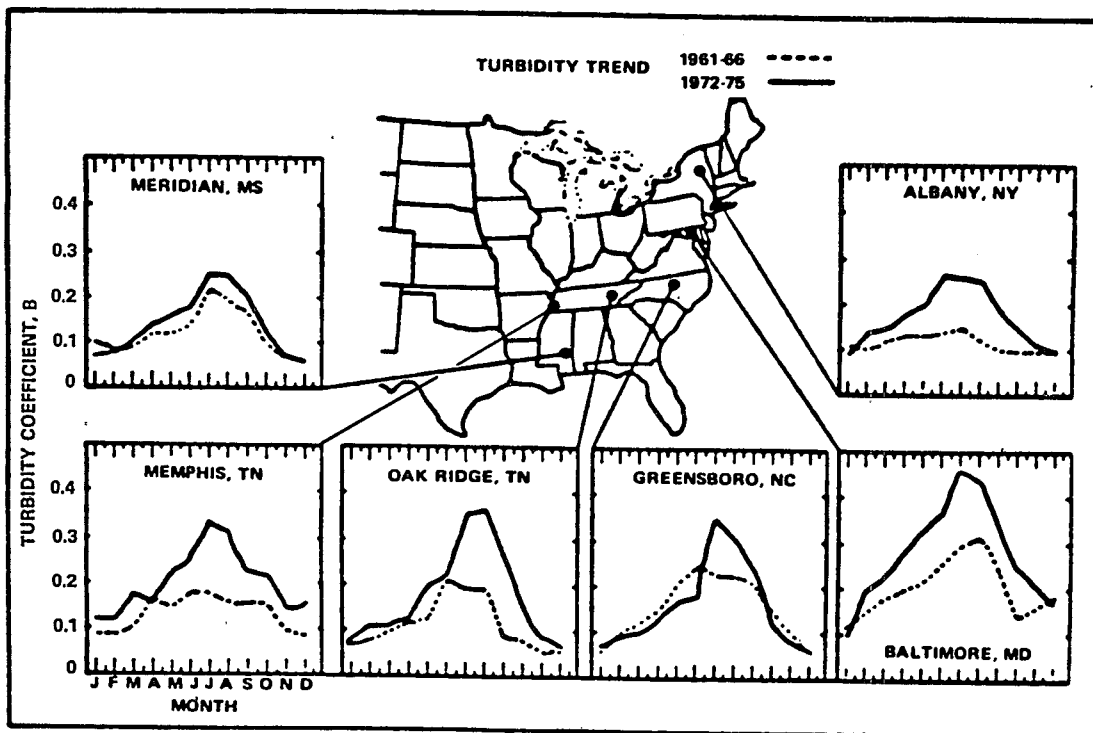 TURBIDITY TREND 1961-66
1972-75
MERIDIAN, MS
0.4
0.3
0.2
0.1
0
ALBANY, NY
TURBIDITY COEFFICIENT, B
MEMPHIS, TN
0.4
0.3
0.2
0.1
0
J F M A M J J A S O N D
MONTH
OAK RIDGE, TN
GREENSBORO, NC
BALTIMORE, MD